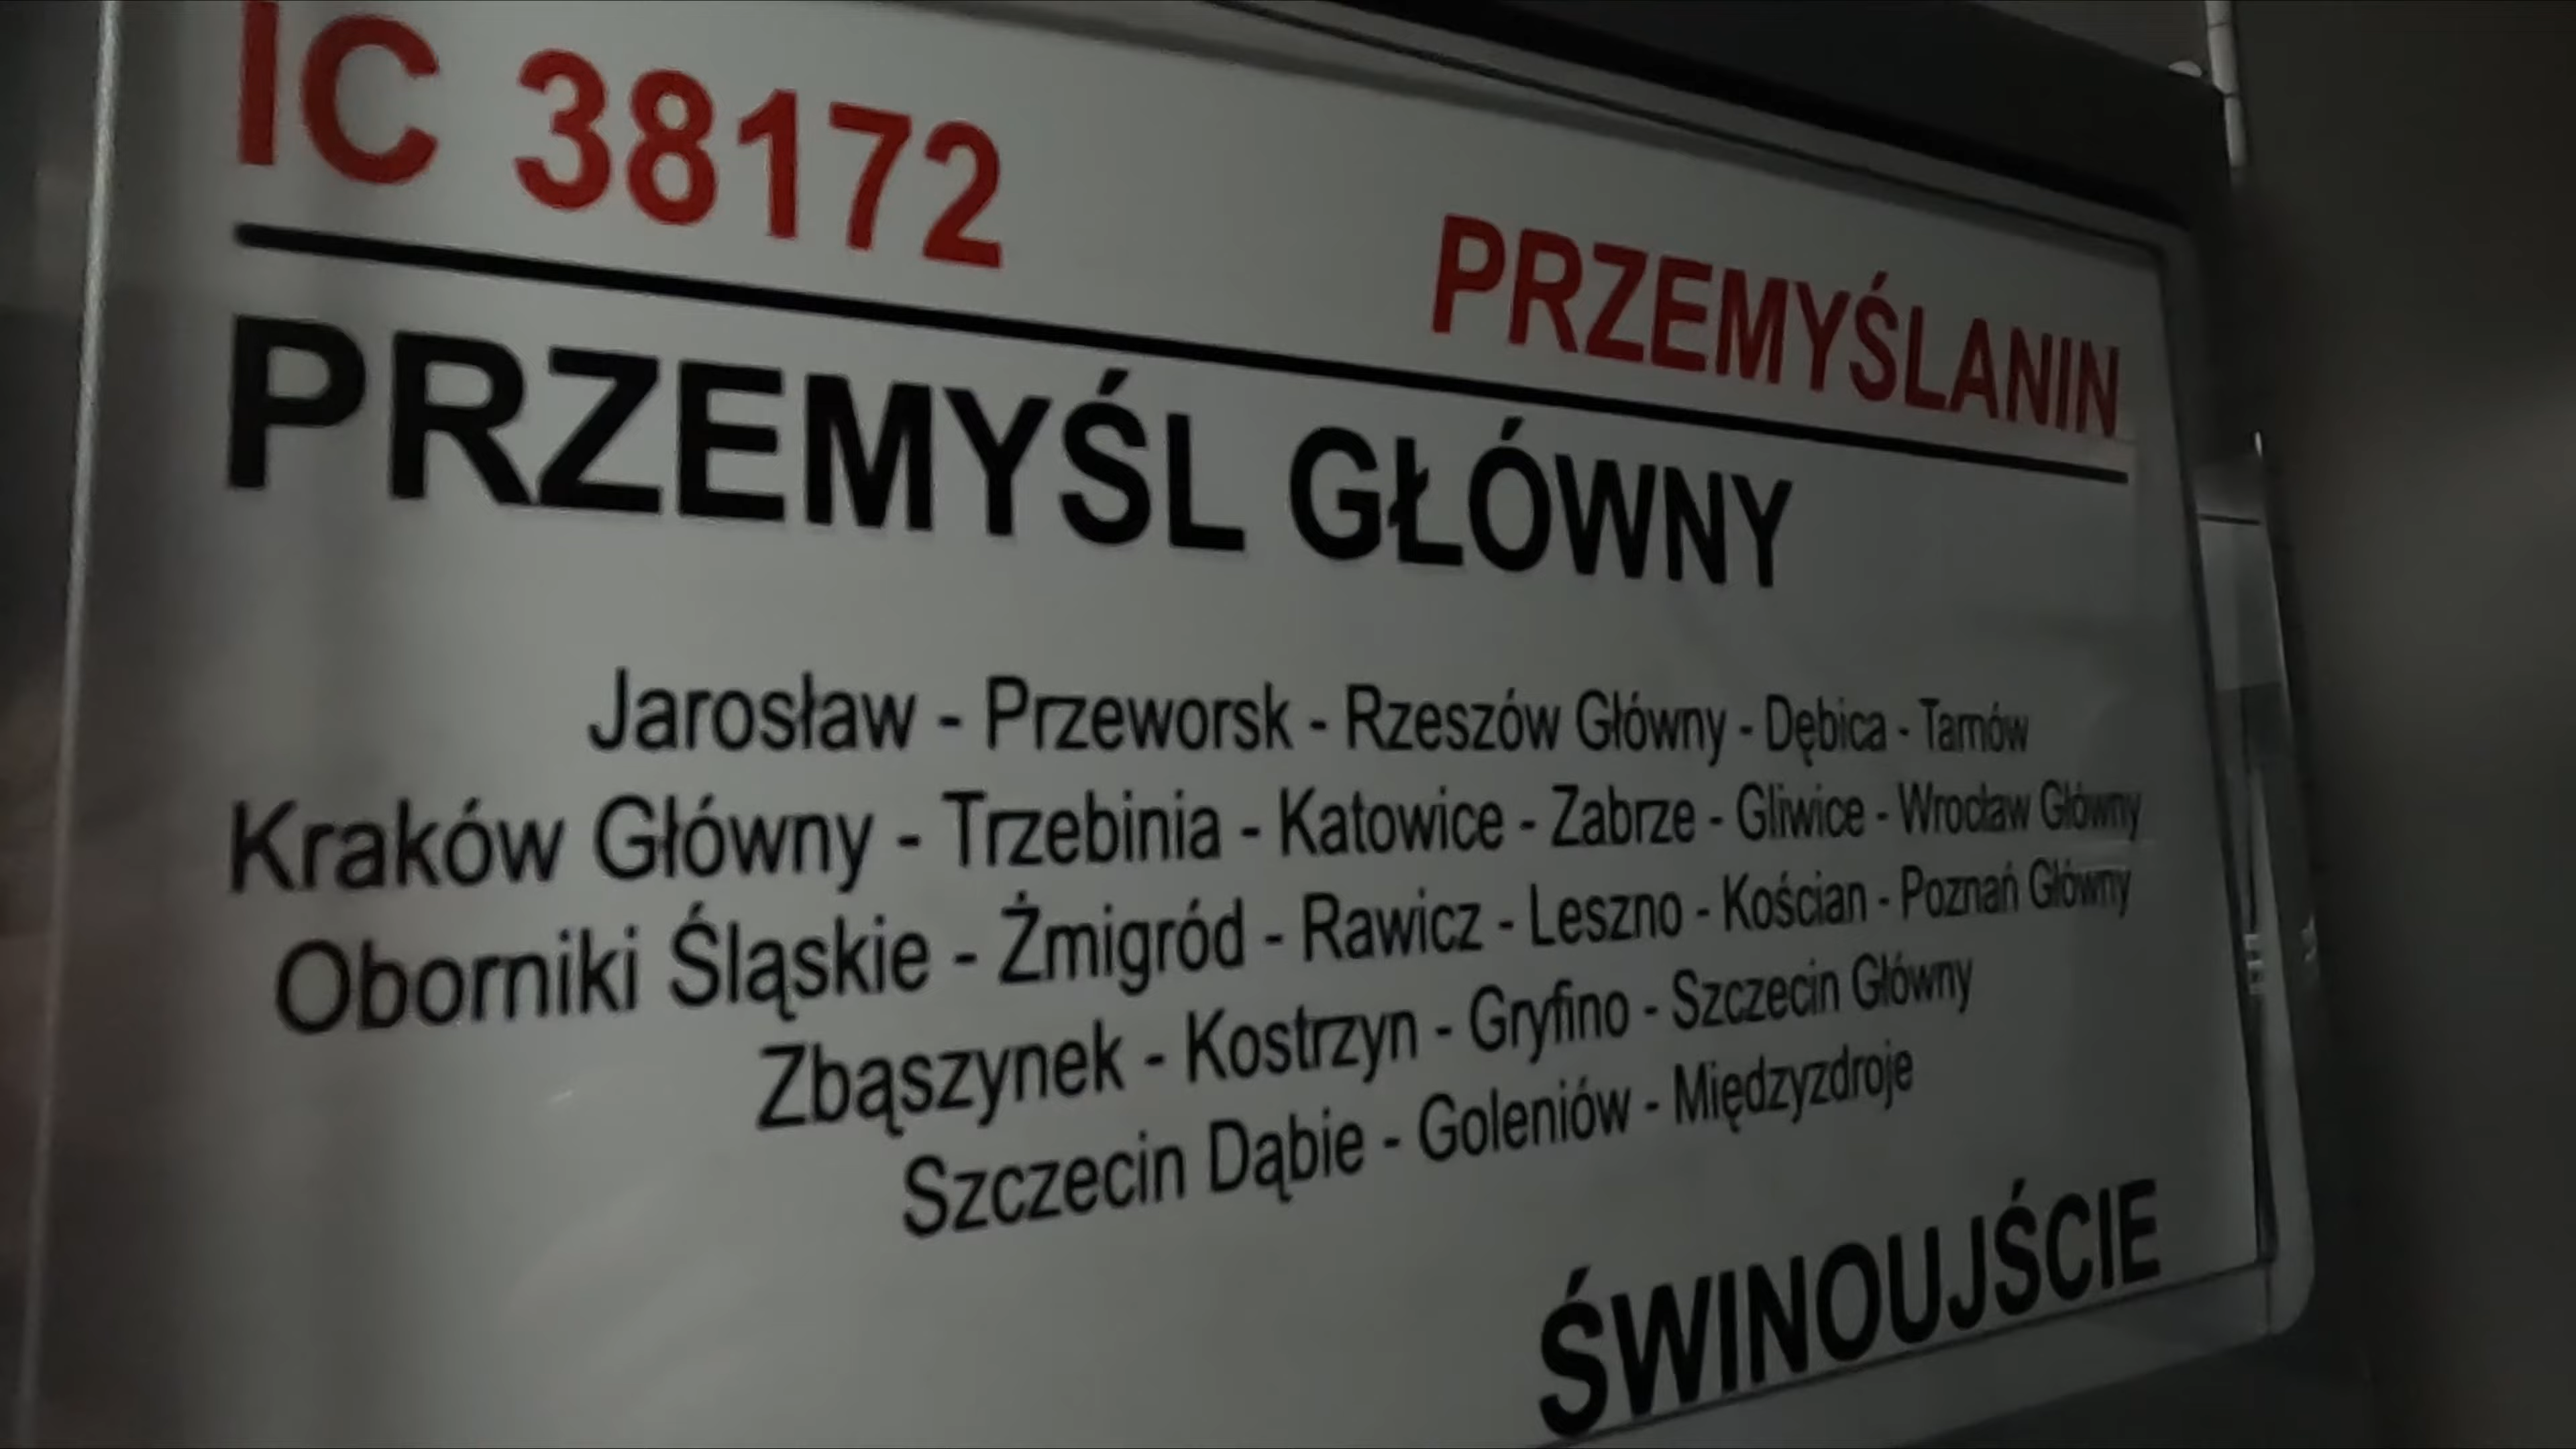 IC 38172
PRZEMYŚLANIN
PRZEMYŚL GŁÓWNY
Jarosław - Przeworsk - Rzeszów Główny - Dębica - Tarnów
Kraków Główny - Trzebinia - Katowice - Zabrze - Gliwice - Wrocław Główny
Oborniki Śląskie - Żmigród - Rawicz - Leszno - Kościan - Poznań Główny
Zbąszynek - Kostrzyn - Gryfino - Szczecin Główny
Szczecin Dąbie - Goleniów - Międzyzdroje
ŚWINOUJŚCIE